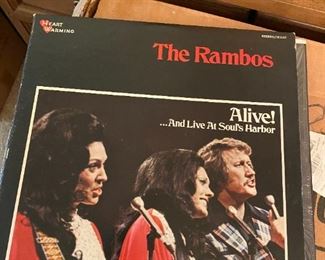 HEART
WARMING
The Rambos
Alive!
...And Live At Soul's Harbor